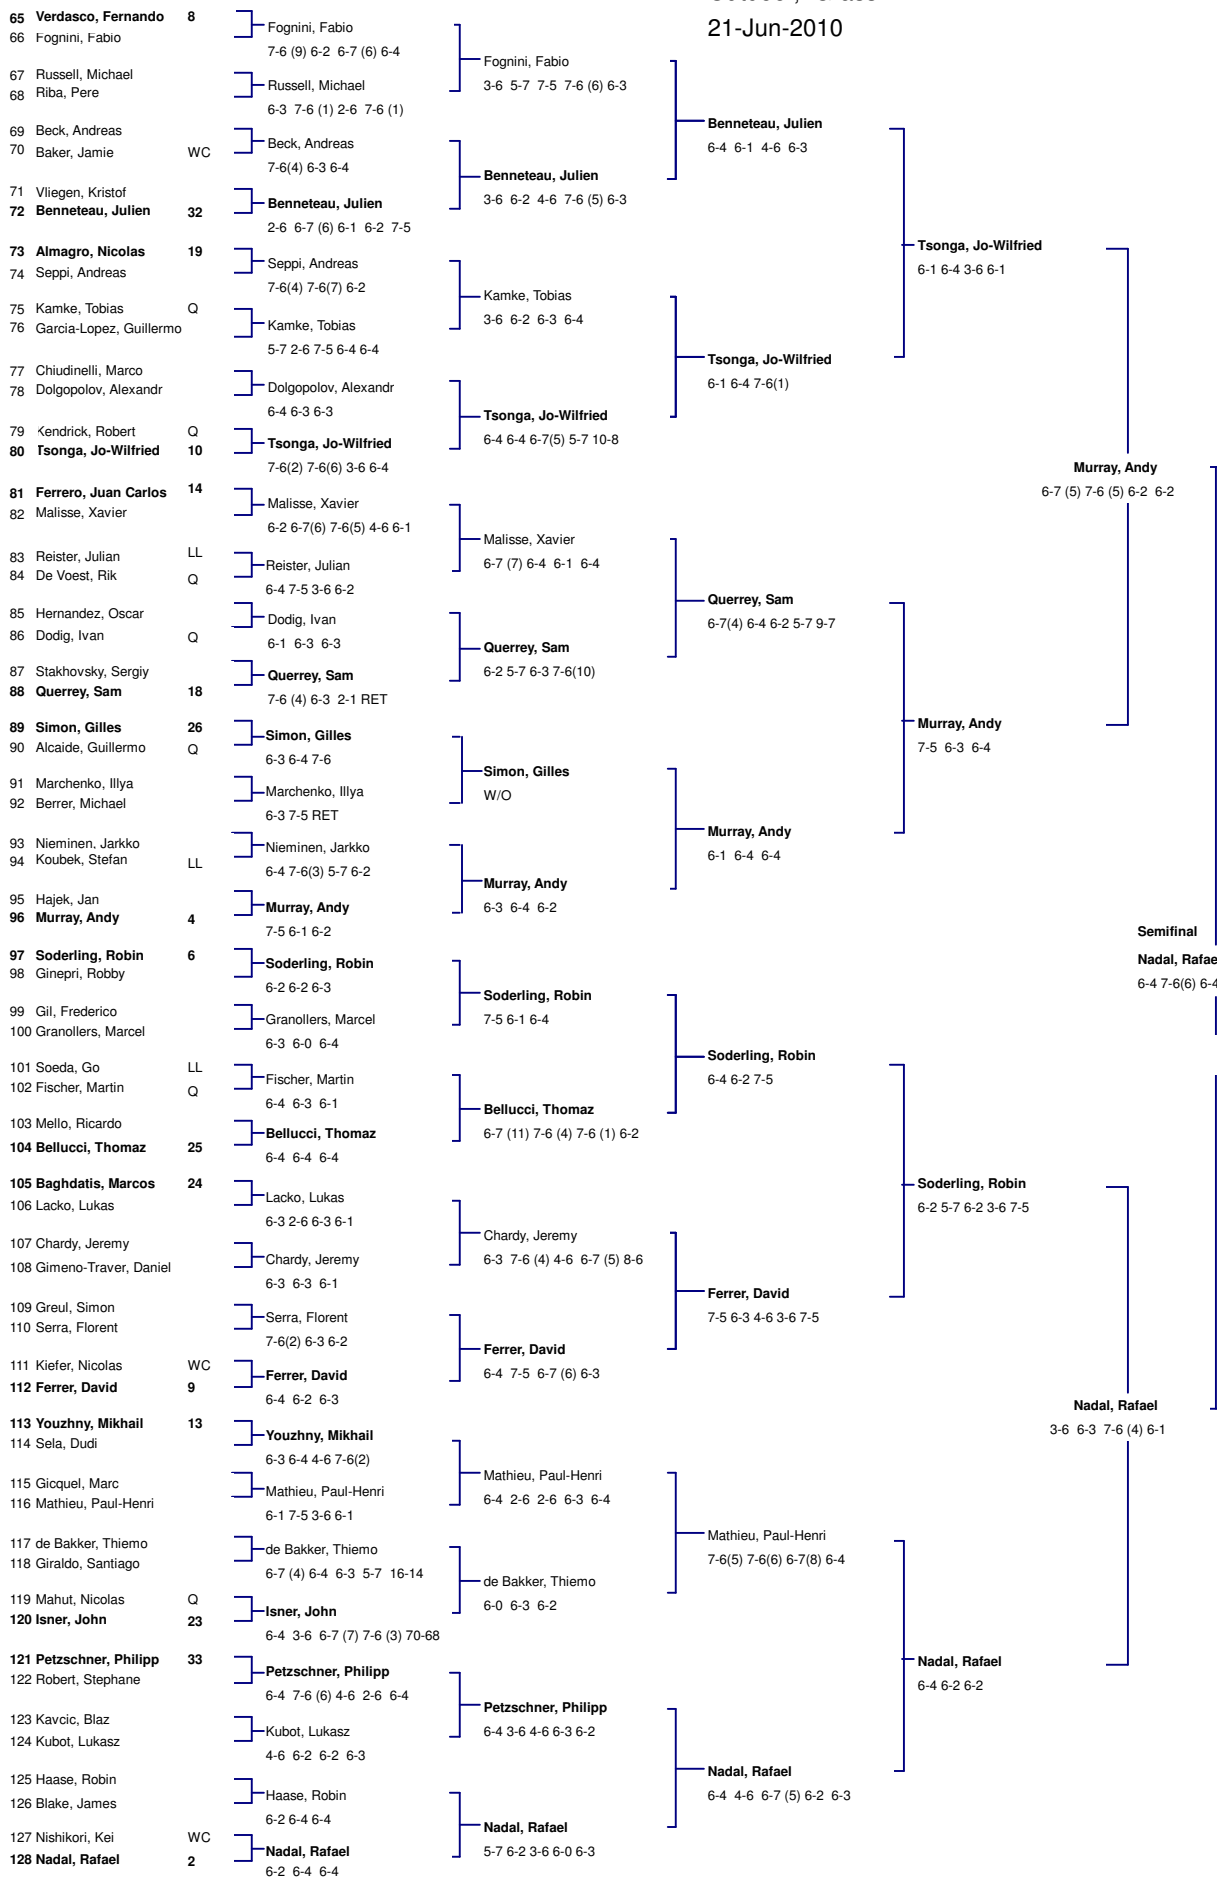 21-Jun-2010
65 Verdasco, Fernando 8
66 Fognini, Fabio
67 Russell, Michael
68 Riba, Pere
69 Beck, Andreas
70 Baker, Jamie WC
71 Vliegen, Kristof
72 Benneteau, Julien 32
73 Almagro, Nicolas 19
74 Seppi, Andreas
75 Kamke, Tobias Q
76 Garcia-Lopez, Guillermo
77 Chiudinelli, Marco
78 Dolgopolov, Alexandr
79 Kendrick, Robert Q
80 Tsonga, Jo-Wilfried 10
81 Ferrero, Juan Carlos 14
82 Malisse, Xavier
83 Reister, Julian LL
84 De Voest, Rik Q
85 Hernandez, Oscar
86 Dodig, Ivan Q
87 Stakhovsky, Sergiy
88 Querrey, Sam 18
89 Simon, Gilles 26
90 Alcaide, Guillermo Q
91 Marchenko, Illya
92 Berrer, Michael
93 Nieminen, Jarkko
94 Koubek, Stefan LL
95 Hajek, Jan
96 Murray, Andy 4
97 Soderling, Robin 6
98 Ginepri, Robby
99 Gil, Frederico
100 Granollers, Marcel
101 Soeda, Go LL
102 Fischer, Martin Q
103 Mello, Ricardo
104 Bellucci, Thomaz 25
105 Baghdatis, Marcos 24
106 Lacko, Lukas
107 Chardy, Jeremy
108 Gimeno-Traver, Daniel
109 Greul, Simon
110 Serra, Florent
111 Kiefer, Nicolas WC
112 Ferrer, David 9
113 Youzhny, Mikhail 13
114 Sela, Dudi
115 Gicquel, Marc
116 Mathieu, Paul-Henri
117 de Bakker, Thiemo
118 Giraldo, Santiago
119 Mahut, Nicolas Q
120 Isner, John 23
121 Petzschner, Philipp 33
122 Robert, Stephane
123 Kavcic, Blaz
124 Kubot, Lukasz
125 Haase, Robin
126 Blake, James
127 Nishikori, Kei WC
128 Nadal, Rafael 2
Fognini, Fabio
7-6 (9) 6-2 6-7 (6) 6-4
Russell, Michael
6-3 7-6 (1) 2-6 7-6 (1)
Beck, Andreas
7-6(4) 6-3 6-4
Benneteau, Julien
2-6 6-7 (6) 6-1 6-2 7-5
Seppi, Andreas
7-6(4) 7-6(7) 6-2
Kamke, Tobias
5-7 2-6 7-5 6-4 6-4
Dolgopolov, Alexandr
6-4 6-3 6-3
Tsonga, Jo-Wilfried
7-6(2) 7-6(6) 3-6 6-4
Malisse, Xavier
6-2 6-7(6) 7-6(5) 4-6 6-1
Reister, Julian
6-4 7-5 3-6 6-2
Dodig, Ivan
6-1 6-3 6-3
Querrey, Sam
7-6 (4) 6-3 2-1 RET
Simon, Gilles
6-3 6-4 7-6
Marchenko, Illya
6-3 7-5 RET
Nieminen, Jarkko
6-4 7-6(3) 5-7 6-2
Murray, Andy
7-5 6-1 6-2
Soderling, Robin
6-2 6-2 6-3
Granollers, Marcel
6-3 6-0 6-4
Fischer, Martin
6-4 6-3 6-1
Bellucci, Thomaz
6-4 6-4 6-4
Lacko, Lukas
6-3 2-6 6-3 6-1
Chardy, Jeremy
6-3 6-3 6-1
Serra, Florent
7-6(2) 6-3 6-2
Ferrer, David
6-4 6-2 6-3
Youzhny, Mikhail
6-3 6-4 4-6 7-6(2)
Mathieu, Paul-Henri
6-1 7-5 3-6 6-1
de Bakker, Thiemo
6-7 (4) 6-4 6-3 5-7 16-14
Isner, John
6-4 3-6 6-7 (7) 7-6 (3) 70-68
Petzschner, Philipp
6-4 7-6 (6) 4-6 2-6 6-4
Kubot, Lukasz
4-6 6-2 6-2 6-3
Haase, Robin
6-2 6-4 6-4
Nadal, Rafael
6-2 6-4 6-4
Fognini, Fabio
3-6 5-7 7-5 7-6 (6) 6-3
Benneteau, Julien
3-6 6-2 4-6 7-6 (5) 6-3
Kamke, Tobias
3-6 6-2 6-3 6-4
Tsonga, Jo-Wilfried
6-4 6-4 6-7(5) 5-7 10-8
Malisse, Xavier
6-7 (7) 6-4 6-1 6-4
Querrey, Sam
6-2 5-7 6-3 7-6(10)
Simon, Gilles
W/O
Murray, Andy
6-3 6-4 6-2
Soderling, Robin
7-5 6-1 6-4
Bellucci, Thomaz
6-7 (11) 7-6 (4) 7-6 (1) 6-2
Chardy, Jeremy
6-3 7-6 (4) 4-6 6-7 (5) 8-6
Ferrer, David
6-4 7-5 6-7 (6) 6-3
Mathieu, Paul-Henri
6-4 2-6 2-6 6-3 6-4
de Bakker, Thiemo
6-0 6-3 6-2
Petzschner, Philipp
6-4 3-6 4-6 6-3 6-2
Nadal, Rafael
5-7 6-2 3-6 6-0 6-3
Benneteau, Julien
6-4 6-1 4-6 6-3
Tsonga, Jo-Wilfried
6-1 6-4 7-6(1)
Querrey, Sam
6-7(4) 6-4 6-2 5-7 9-7
Murray, Andy
6-1 6-4 6-4
Soderling, Robin
6-4 6-2 7-5
Ferrer, David
7-5 6-3 4-6 3-6 7-5
Mathieu, Paul-Henri
7-6(5) 7-6(6) 6-7(8) 6-4
Nadal, Rafael
6-4 4-6 6-7 (5) 6-2 6-3
Tsonga, Jo-Wilfried
6-1 6-4 3-6 6-1
Murray, Andy
7-5 6-3 6-4
Soderling, Robin
6-2 5-7 6-2 3-6 7-5
Nadal, Rafael
6-4 6-2 6-2
Murray, Andy
6-7 (5) 7-6 (5) 6-2 6-2
Nadal, Rafael
3-6 6-3 7-6 (4) 6-1
Semifinal
Nadal, Rafae
6-4 7-6(6) 6-4